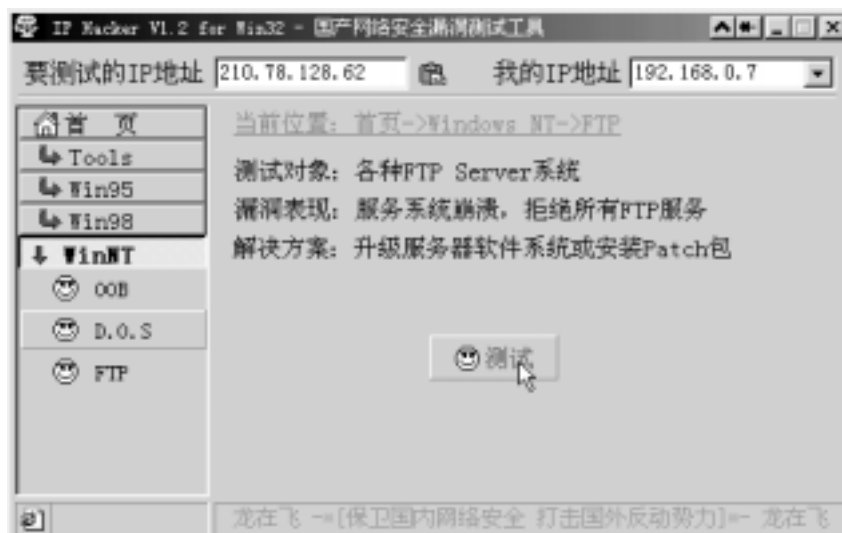 IP Hacker V1.2 for Win32 - 国产网络安全漏洞测试工具
要测试的IP地址 210.78.128.62 我的IP地址 192.168.0.7
首 页
Tools
Win95
Win98
WinNT
OOB
D.O.S
FTP
当前位置: 首页->Windows NT->FTP
测试对象: 各种FTP Server系统
漏洞表现: 服务系统崩溃, 拒绝所有FTP服务
解决方案: 升级服务器软件系统或安装Patch包
测试
龙在飞 -=[保卫国内网络安全 打击国外反动势力]=- 龙在飞